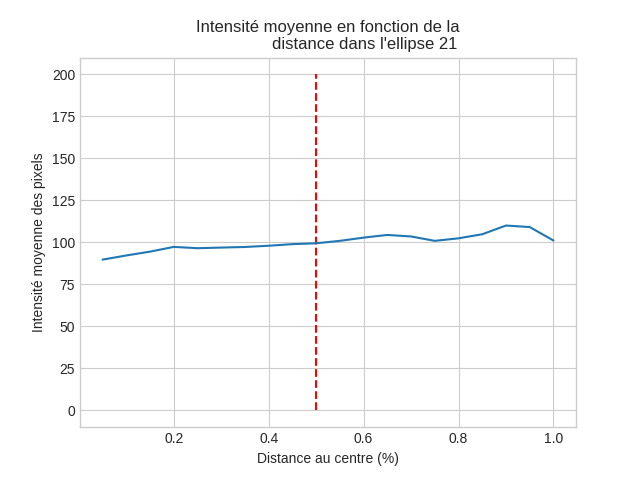 Intensité moyenne en fonction de la
distance dans l'ellipse 21
200
175
150
125
100
75
50
25
0
Intensité moyenne des pixels
0.2 0.4 0.6 0.8 1.0
Distance au centre (%)